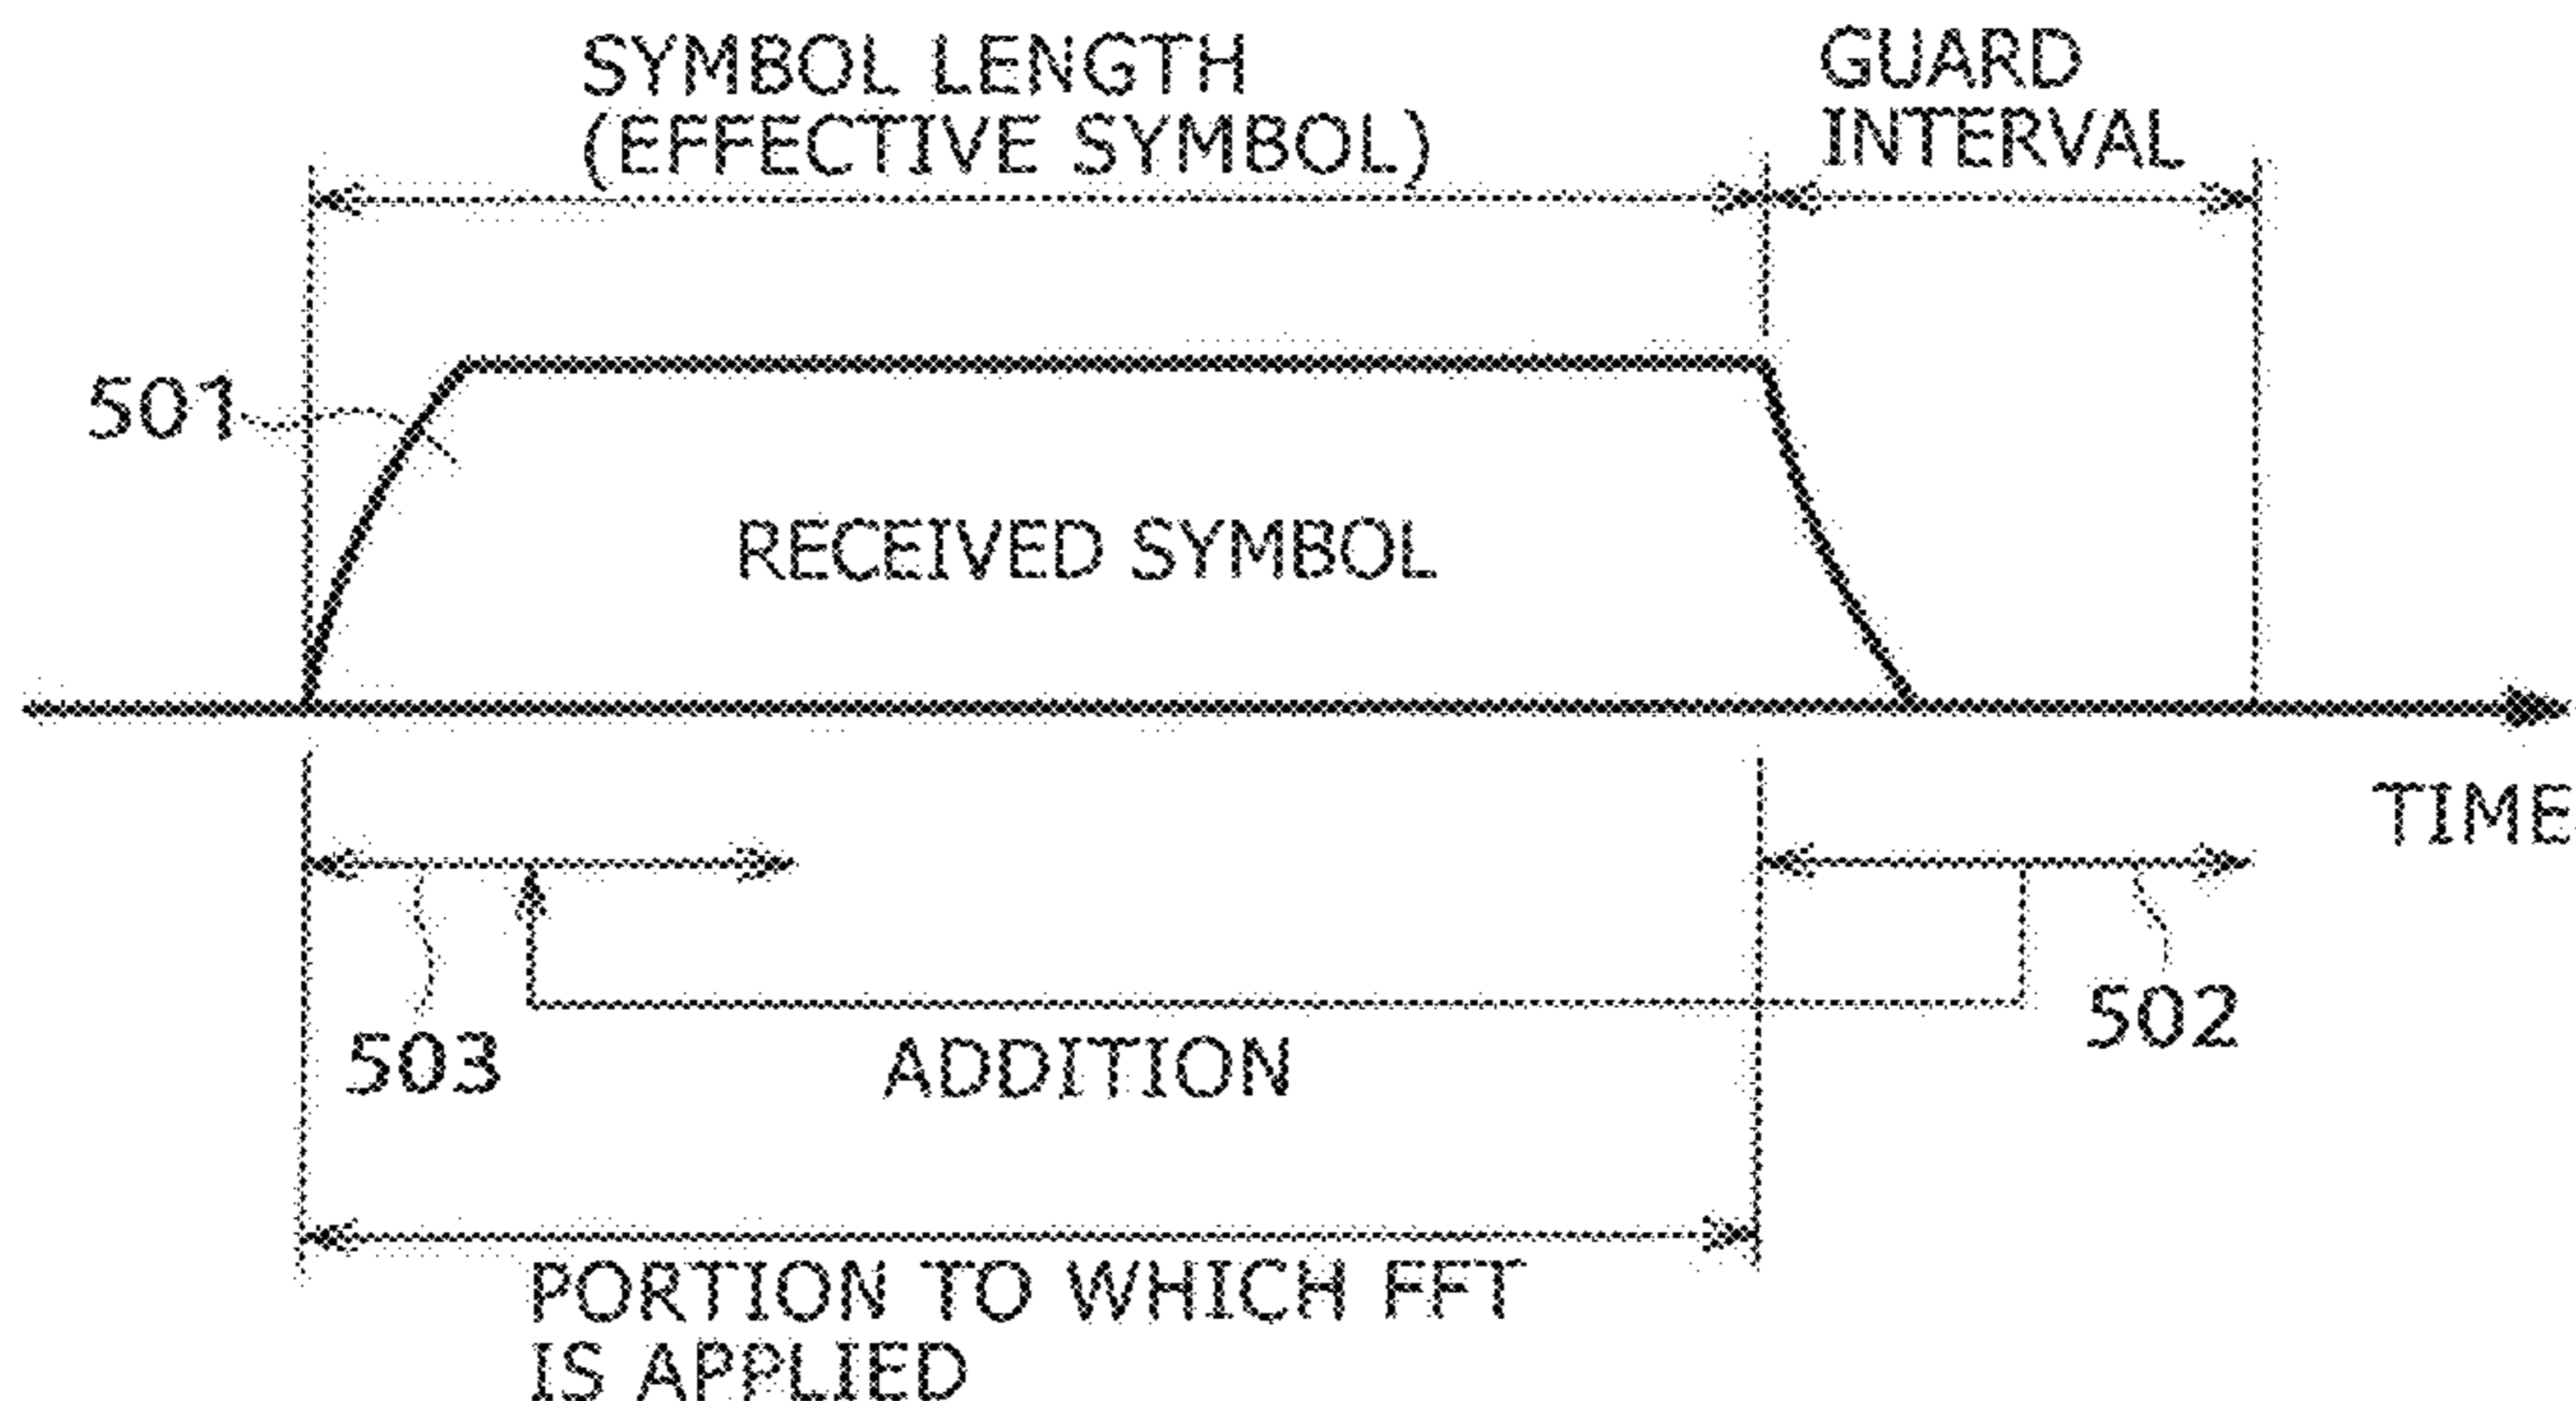 SYMBOL LENGTH
(EFFECTIVE SYMBOL)
GUARD
INTERVAL
501
RECEIVED SYMBOL
TIME
503
502
ADDITION
PORTION TO WHICH FFT
IS APPLIED